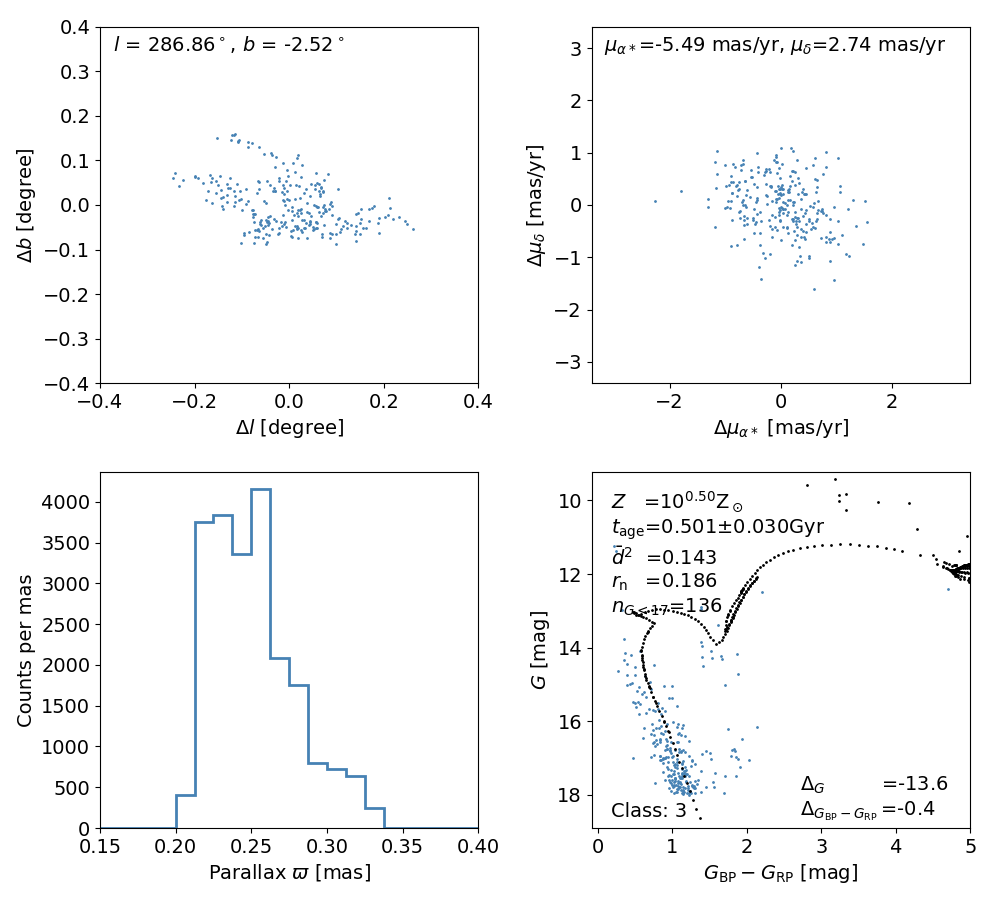 l = 286.86°, b = -2.52°
0.4
0.3
0.2
0.1
0.0
−0.1
−0.2
−0.3
−0.4
Δb [degree]
−0.4 −0.2 0.0 0.2 0.4
Δl [degree]
μα*=-5.49 mas/yr, μδ=2.74 mas/yr
3
2
1
0
−1
−2
−3
Δμδ [mas/yr]
−2 0 2
Δμα* [mas/yr]
4000
3500
3000
2500
2000
1500
1000
500
0
Counts per mas
0.15 0.20 0.25 0.30 0.35 0.40
Parallax ϖ [mas]
Z =10^0.50 Z⊙
t_age=0.501±0.030Gyr
d̄² =0.143
r_n =0.186
n_G<17=136
10
12
14
16
18
G [mag]
Δ_G =-13.6
Δ_GBP−GRP =-0.4
Class: 3
0 1 2 3 4 5
G_BP − G_RP [mag]